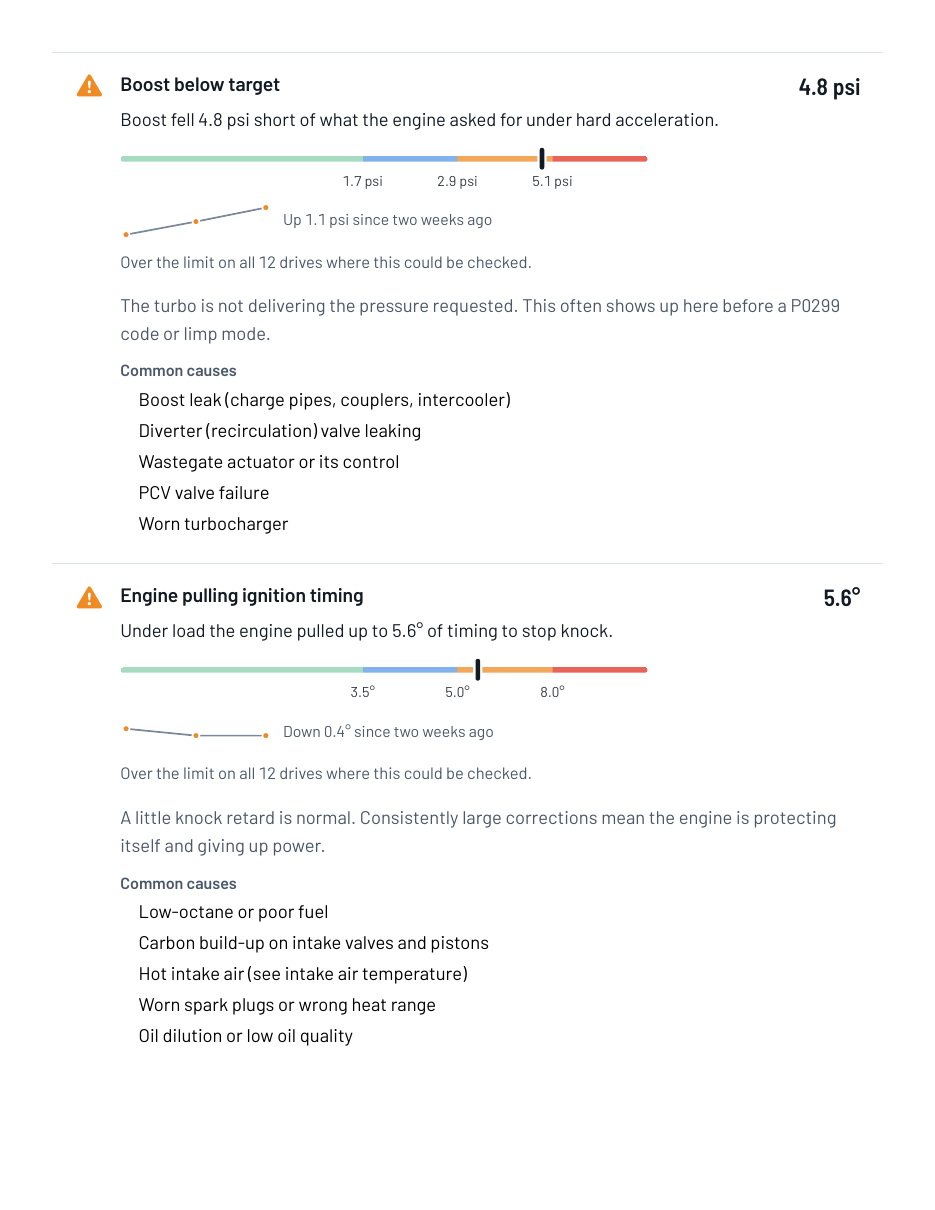 Boost below target
4.8 psi
Boost fell 4.8 psi short of what the engine asked for under hard acceleration.
1.7 psi 2.9 psi 5.1 psi
Up 1.1 psi since two weeks ago
Over the limit on all 12 drives where this could be checked.
The turbo is not delivering the pressure requested. This often shows up here before a P0299
code or limp mode.
Common causes
Boost leak (charge pipes, couplers, intercooler)
Diverter (recirculation) valve leaking
Wastegate actuator or its control
PCV valve failure
Worn turbocharger
Engine pulling ignition timing
5.6°
Under load the engine pulled up to 5.6° of timing to stop knock.
3.5° 5.0° 8.0°
Down 0.4° since two weeks ago
Over the limit on all 12 drives where this could be checked.
A little knock retard is normal. Consistently large corrections mean the engine is protecting
itself and giving up power.
Common causes
Low-octane or poor fuel
Carbon build-up on intake valves and pistons
Hot intake air (see intake air temperature)
Worn spark plugs or wrong heat range
Oil dilution or low oil quality